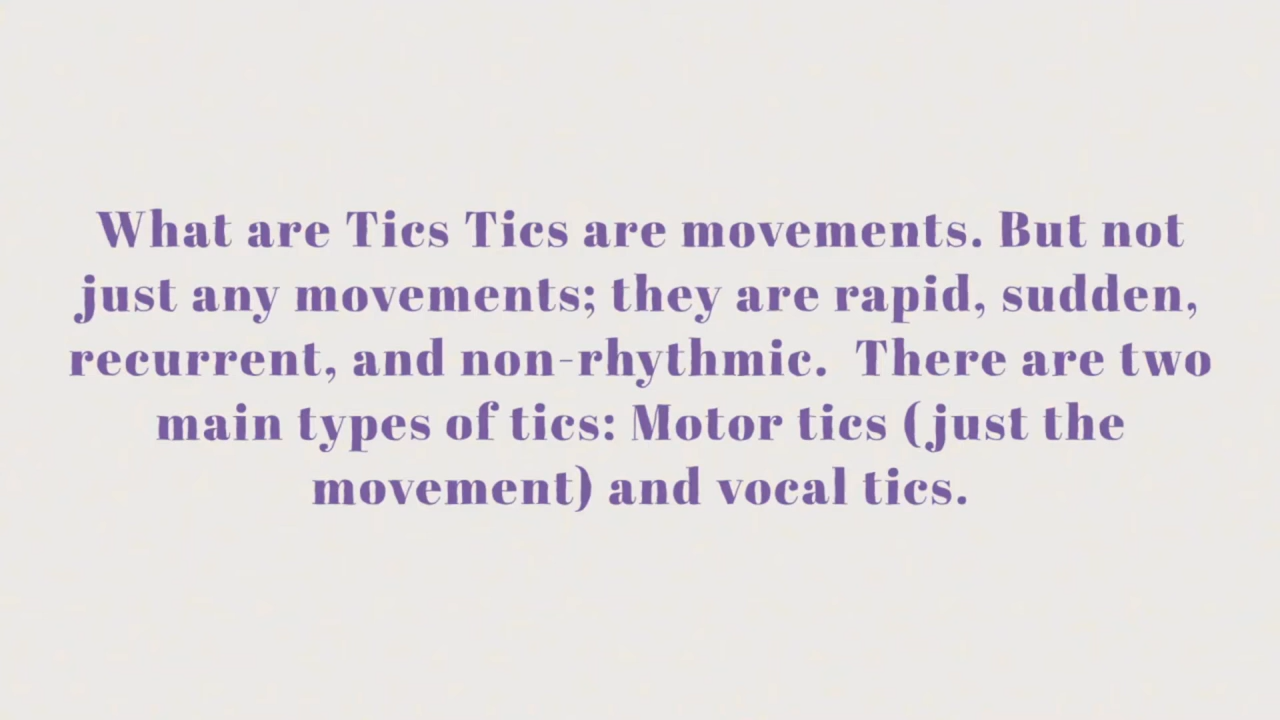 What are Tics Tics are movements. But not
just any movements; they are rapid, sudden,
recurrent, and non-rhythmic.  There are two
main types of tics: Motor tics (just the
movement) and vocal tics.